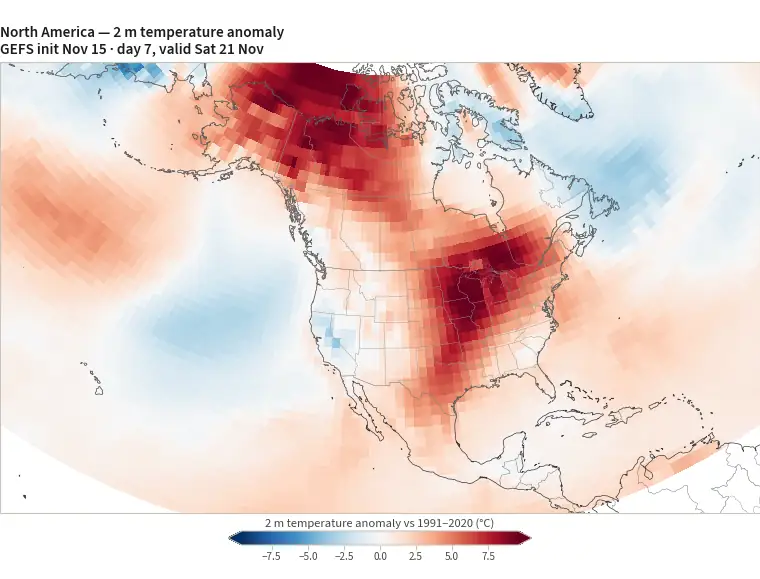 North America — 2 m temperature anomaly
GEFS init Nov 15 · day 7, valid Sat 21 Nov
2 m temperature anomaly vs 1991–2020 (°C)
−7.5 −5.0 −2.5 0.0 2.5 5.0 7.5